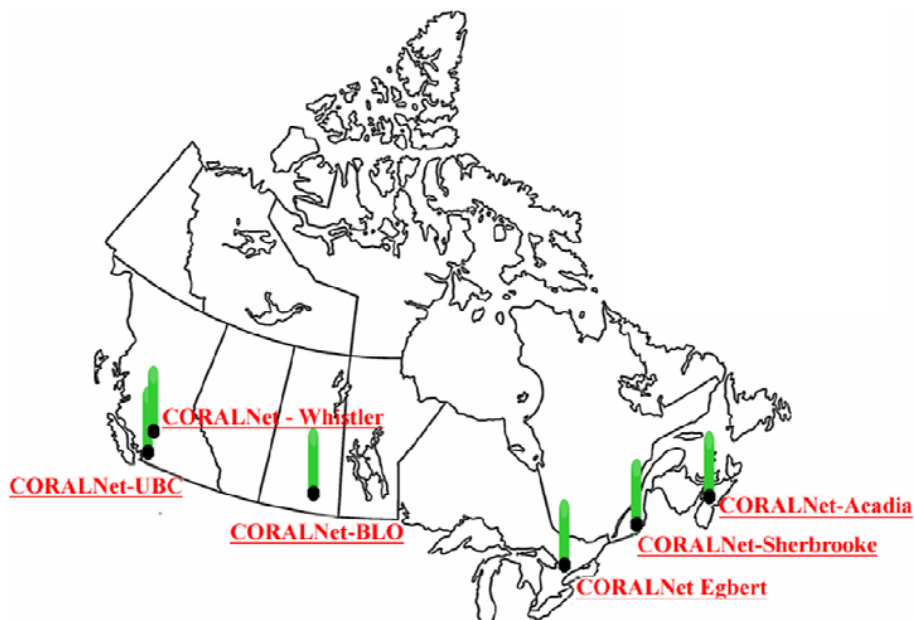 CORALNet - Whistler
CORALNet-UBC
CORALNet-BLO
CORALNet-Acadia
CORALNet-Sherbrooke
CORALNet Egbert